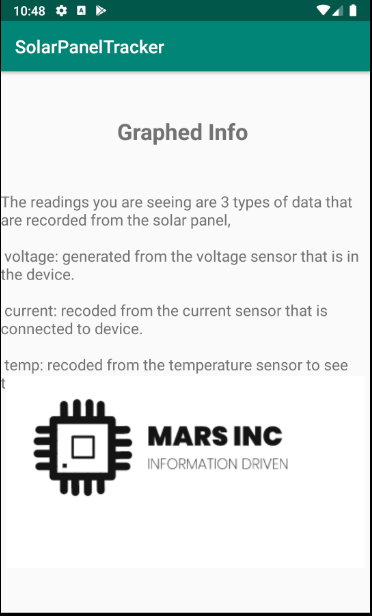 10:48
SolarPanelTracker
Graphed Info
The readings you are seeing are 3 types of data that
are recorded from the solar panel,
voltage: generated from the voltage sensor that is in
the device.
current: recoded from the current sensor that is
connected to device.
temp: recoded from the temperature sensor to see
MARS INC
INFORMATION DRIVEN